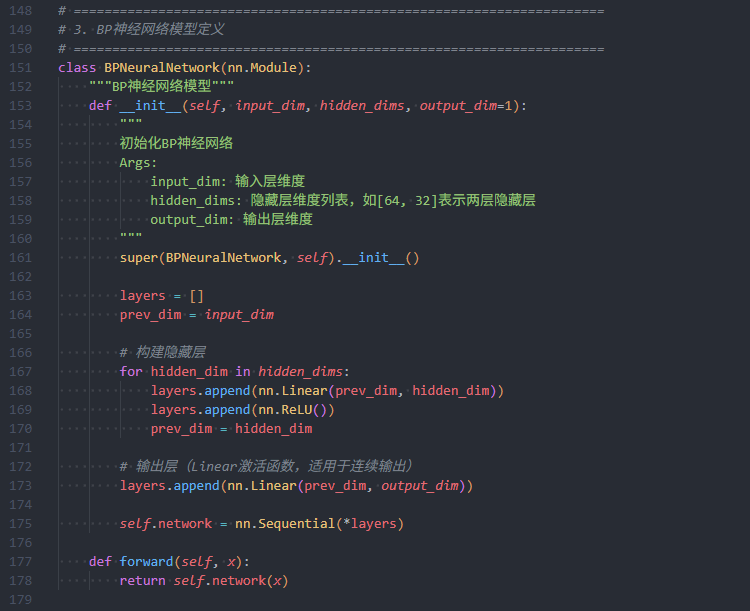 148 # =====================================================================
149 # 3. BP神经网络模型定义
150 # =====================================================================
151 class BPNeuralNetwork(nn.Module):
152     """BP神经网络模型"""
153     def __init__(self, input_dim, hidden_dims, output_dim=1):
154         """
155         初始化BP神经网络
156         Args:
157             input_dim: 输入层维度
158             hidden_dims: 隐藏层维度列表，如[64, 32]表示两层隐藏层
159             output_dim: 输出层维度
160         """
161         super(BPNeuralNetwork, self).__init__()
162
163         layers = []
164         prev_dim = input_dim
165
166         # 构建隐藏层
167         for hidden_dim in hidden_dims:
168             layers.append(nn.Linear(prev_dim, hidden_dim))
169             layers.append(nn.ReLU())
170             prev_dim = hidden_dim
171
172         # 输出层（Linear激活函数，适用于连续输出）
173         layers.append(nn.Linear(prev_dim, output_dim))
174
175         self.network = nn.Sequential(*layers)
176
177     def forward(self, x):
178         return self.network(x)
179